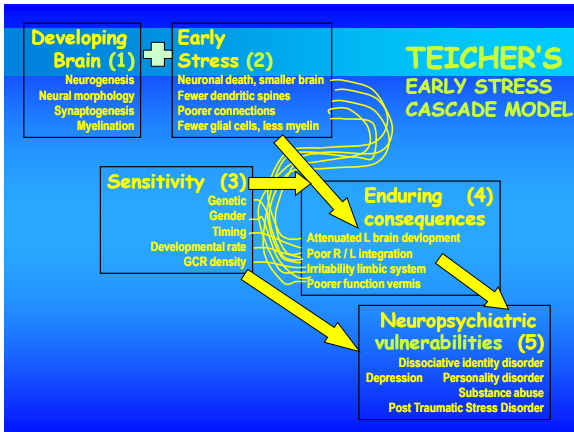 Developing
Brain (1)
Neurogenesis
Neural morphology
Synaptogenesis
Myelination
Early
Stress (2)
Neuronal death, smaller brain
Fewer dendritic spines
Poorer connections
Fewer glial cells, less myelin
TEICHER'S
EARLY STRESS
CASCADE MODEL
Sensitivity (3)
Genetic
Gender
Timing
Developmental rate
GCR density
Enduring (4)
consequences
Attenuated L brain devlopment
Poor R / L integration
Irritability limbic system
Poorer function vermis
Neuropsychiatric
vulnerabilities (5)
Dissociative identity disorder
Depression Personality disorder
Substance abuse
Post Traumatic Stress Disorder